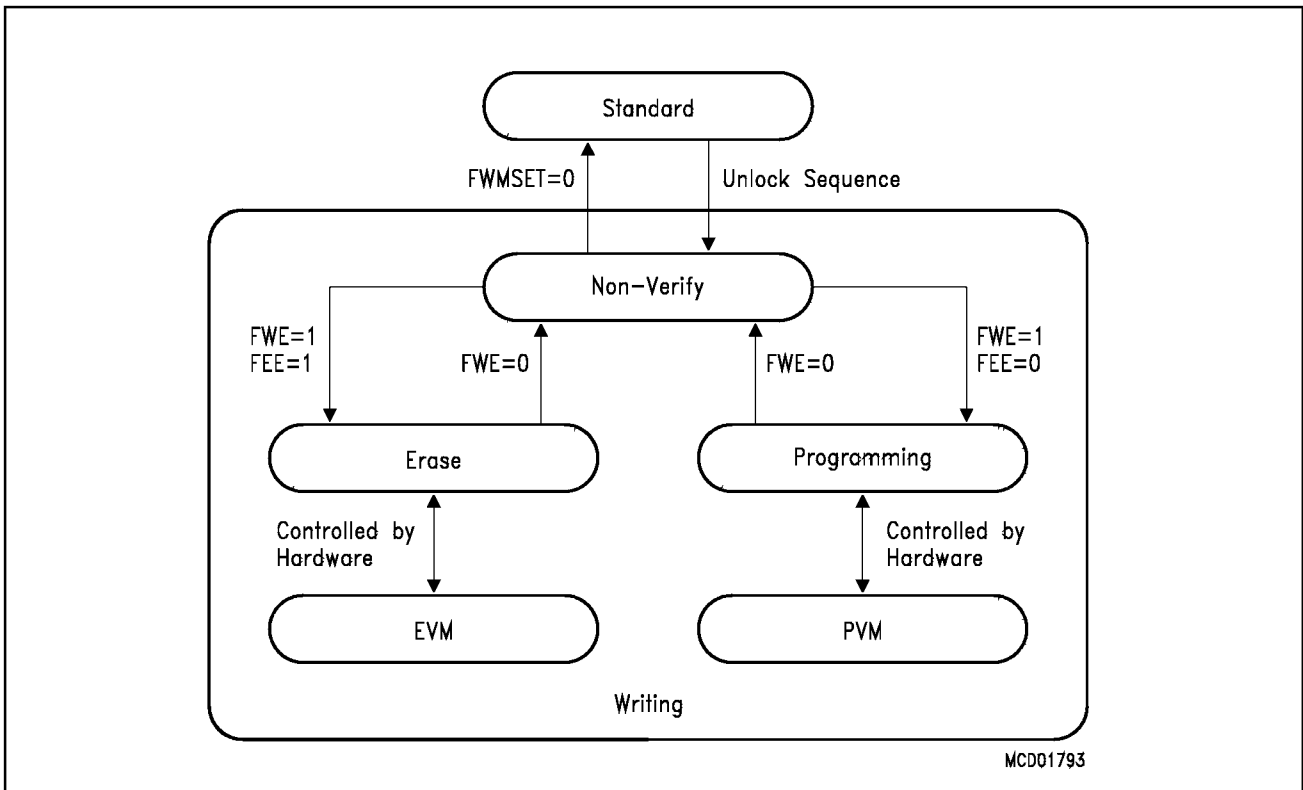 Standard
FWMSET=0
Unlock Sequence
Non-Verify
FWE=1
FEE=1
FWE=0
FWE=0
FWE=1
FEE=0
Erase
Programming
Controlled by
Hardware
Controlled by
Hardware
EVM
PVM
Writing
MCD01793